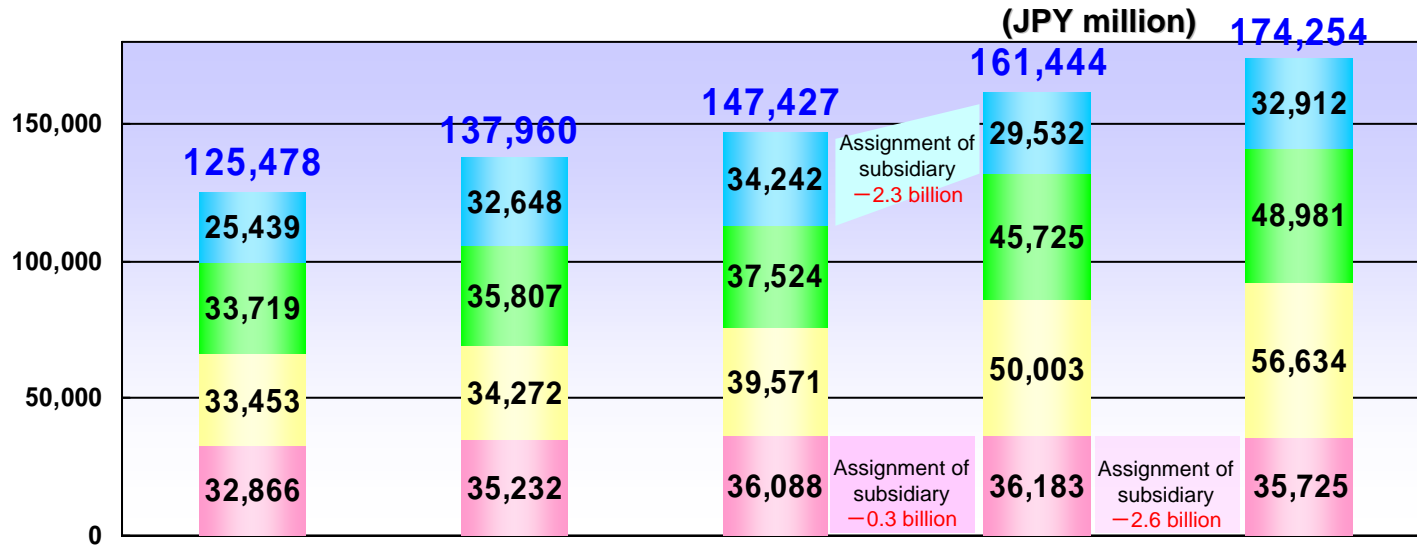 (JPY million)
174,254
161,444
147,427
137,960
125,478
150,000
100,000
50,000
0
25,439
33,719
33,453
32,866
32,648
35,807
34,272
35,232
34,242
37,524
39,571
36,088
Assignment of
subsidiary
－2.3 billion
Assignment of
subsidiary
－0.3 billion
29,532
45,725
50,003
36,183
Assignment of
subsidiary
－2.6 billion
32,912
48,981
56,634
35,725